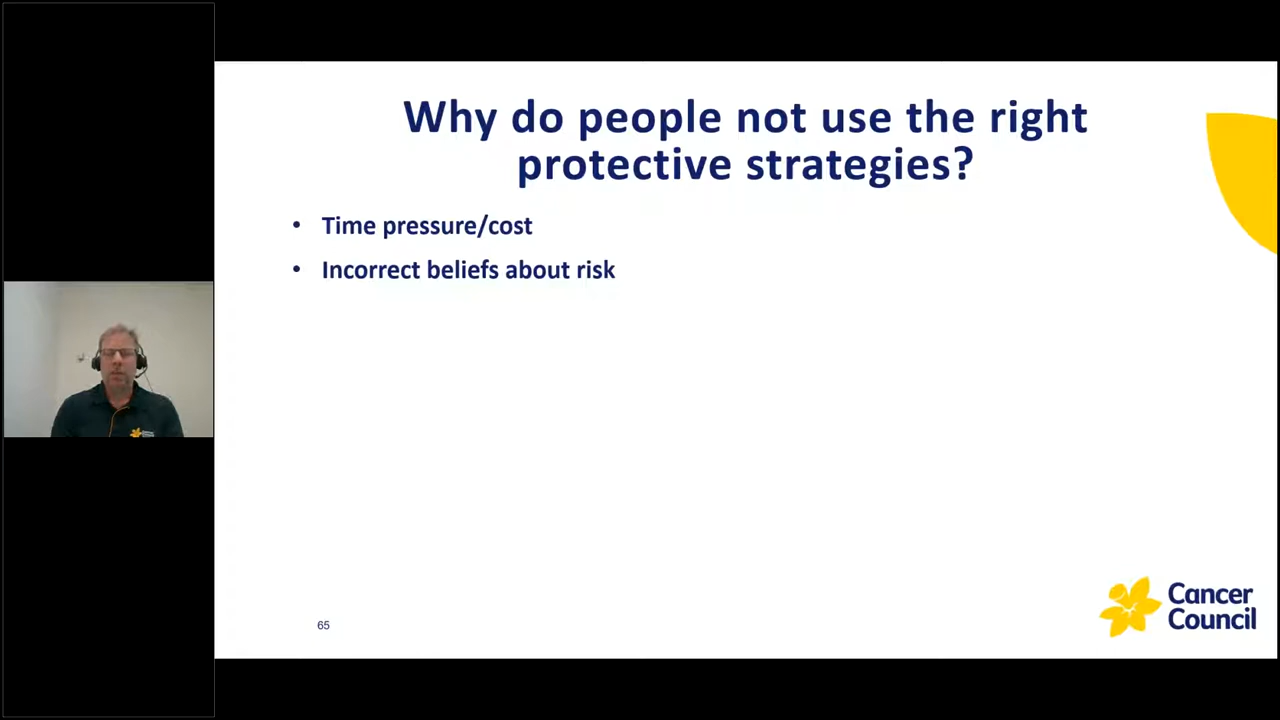 Why do people not use the right
protective strategies?
• Time pressure/cost
• Incorrect beliefs about risk
65
Cancer
Council